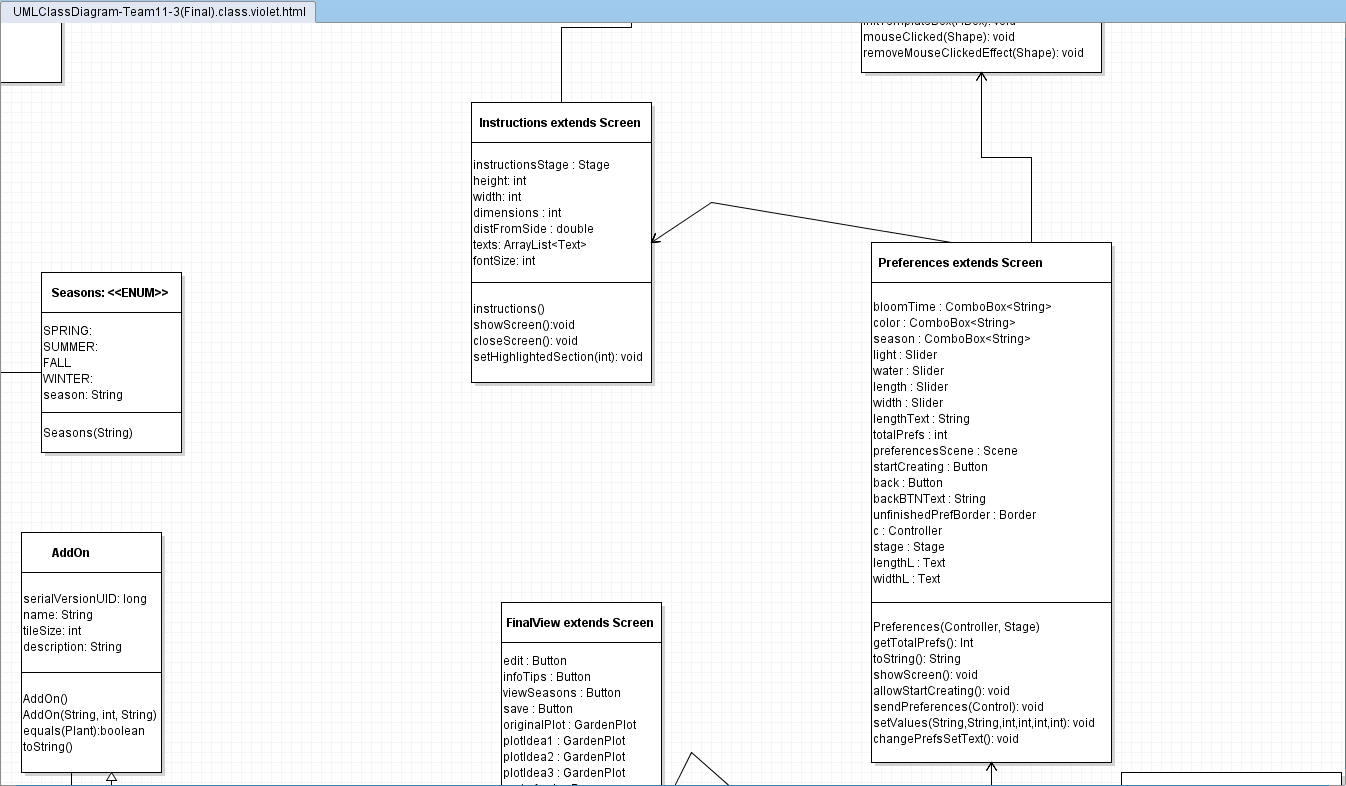 UMLClassDiagram-Team11-3(Final).class.violet.html
initTemplateBox(HBox): void
mouseClicked(Shape): void
removeMouseClickedEffect(Shape): void
Instructions extends Screen
instructionsStage : Stage
height: int
width: int
dimensions : int
distFromSide : double
texts: ArrayList<Text>
fontSize: int
instructions()
showScreen():void
closeScreen(): void
setHighlightedSection(int): void
Preferences extends Screen
bloomTime : ComboBox<String>
color : ComboBox<String>
season : ComboBox<String>
light : Slider
water : Slider
length : Slider
width : Slider
lengthText : String
totalPrefs : int
preferencesScene : Scene
startCreating : Button
back : Button
backBTNText : String
unfinishedPrefBorder : Border
c : Controller
stage : Stage
lengthL : Text
widthL : Text
Preferences(Controller, Stage)
getTotalPrefs(): Int
toString(): String
showScreen(): void
allowStartCreating(): void
sendPreferences(Control): void
setValues(String,String,int,int,int,int): void
changePrefsSetText(): void
Seasons: <<ENUM>>
SPRING:
SUMMER:
FALL
WINTER:
season: String
Seasons(String)
AddOn
serialVersionUID: long
name: String
tileSize: int
description: String
AddOn()
AddOn(String, int, String)
equals(Plant):boolean
toString()
FinalView extends Screen
edit : Button
infoTips : Button
viewSeasons : Button
save : Button
originalPlot : GardenPlot
plotIdea1 : GardenPlot
plotIdea2 : GardenPlot
plotIdea3 : GardenPlot